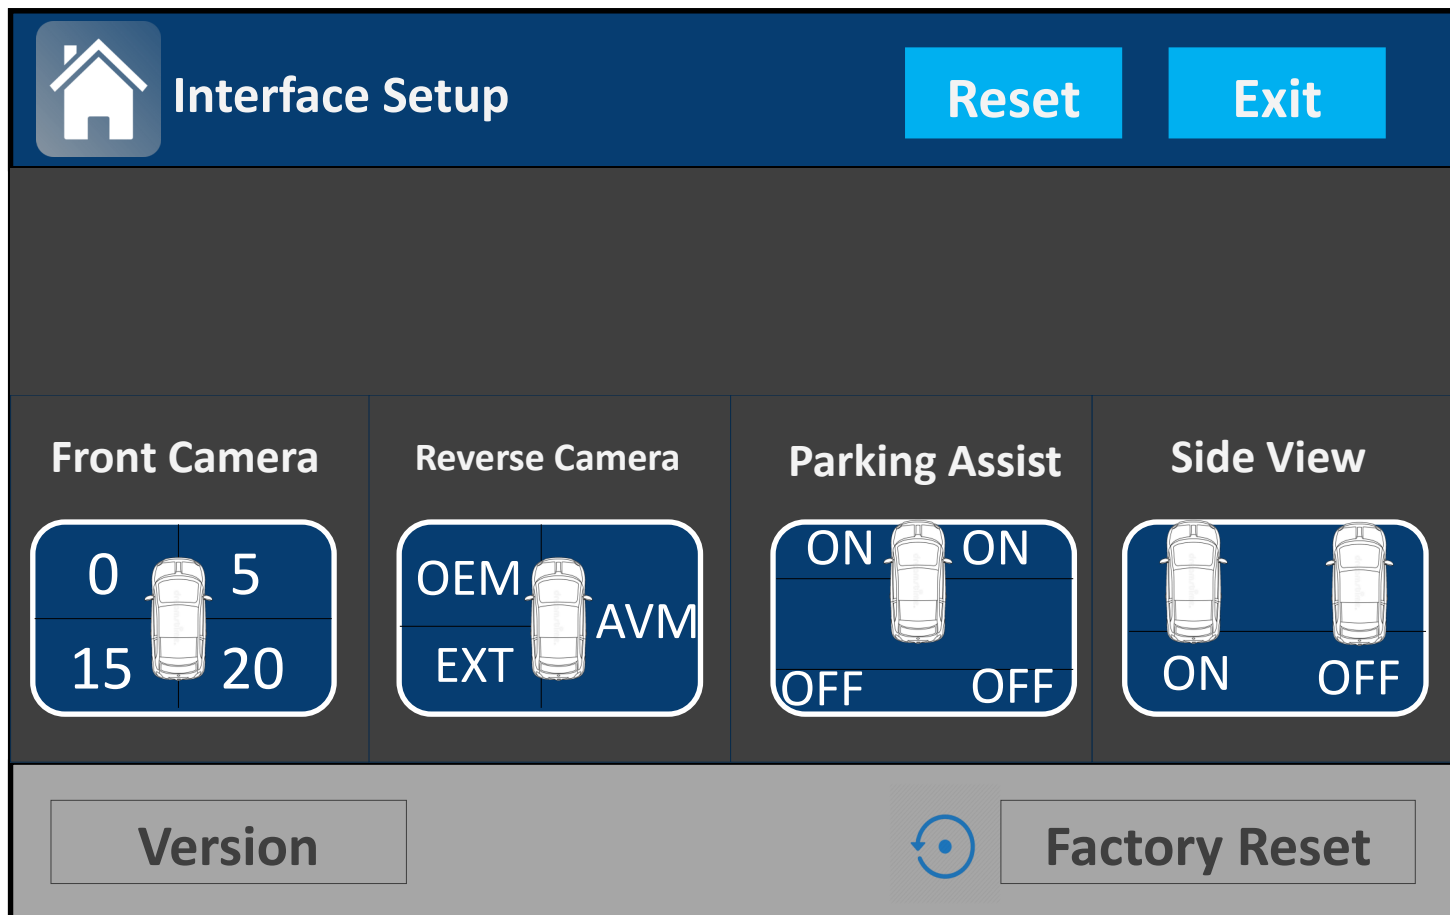 Interface Setup
Reset
Exit
Front Camera
0
5
15
20
Reverse Camera
OEM
AVM
EXT
Parking Assist
ON
ON
OFF
OFF
Side View
ON
OFF
Version
Factory Reset